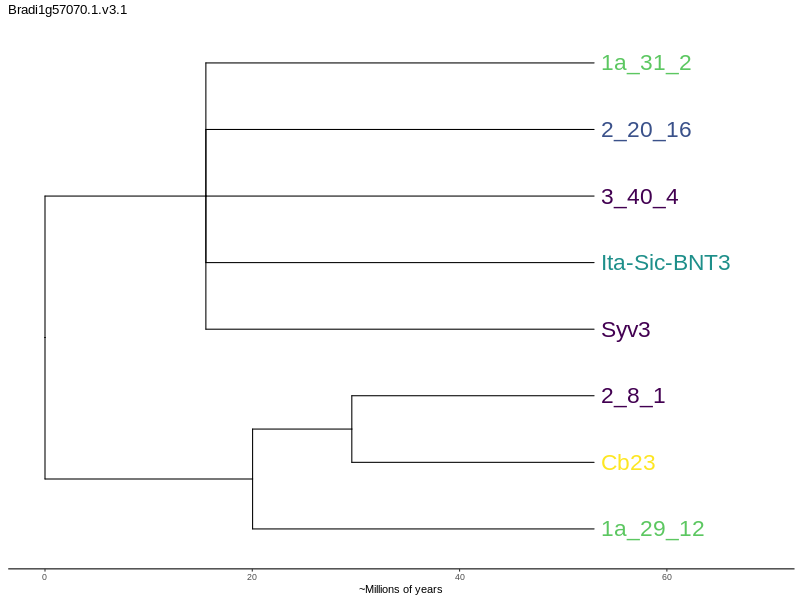 Bradi1g57070.1.v3.1
1a_31_2
2_20_16
3_40_4
Ita-Sic-BNT3
Syv3
2_8_1
Cb23
1a_29_12
0 20 40 60
~Millions of years